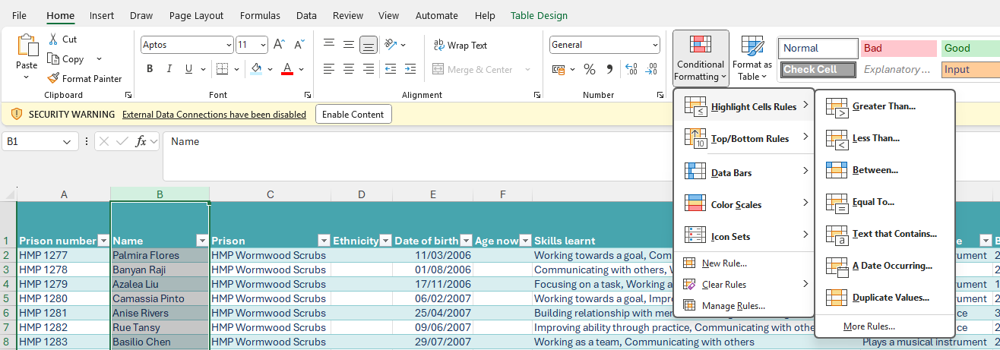 File Home Insert Draw Page Layout Formulas Data Review View Automate Help Table Design
Paste
Cut
Copy
Format Painter
Clipboard
Aptos 11
B I U
Font
Wrap Text
Merge & Center
Alignment
General
% 9
Number
Conditional Formatting
Format as Table
Normal Bad Good
Check Cell Explanatory ... Input
SECURITY WARNING External Data Connections have been disabled Enable Content
B1 fx Name
Highlight Cells Rules
Top/Bottom Rules
Data Bars
Color Scales
Icon Sets
New Rule...
Clear Rules
Manage Rules...
Greater Than...
Less Than...
Between...
Equal To...
Text that Contains...
A Date Occurring...
Duplicate Values...
More Rules...
A B C D E F
1 Prison number Name Prison Ethnicity Date of birth Age now Skills learnt
2 HMP 1277 Palmira Flores HMP Wormwood Scrubs 11/03/2006 Working towards a goal, Com strument 2
3 HMP 1278 Banyan Raji HMP Wormwood Scrubs 01/08/2006 Communicating with others, W
4 HMP 1279 Azalea Liu HMP Wormwood Scrubs 17/11/2006 Focusing on a task, Working a strument 1
5 HMP 1280 Camassia Pinto HMP Wormwood Scrubs 06/02/2007 Working towards a goal, Impro strument 2
6 HMP 1281 Anise Rivers HMP Wormwood Scrubs 25/04/2007 Building relationship with mem ce 3
7 HMP 1282 Rue Tansy HMP Wormwood Scrubs 09/06/2007 Improving ability through practice, Communicating with othe ce 2
8 HMP 1283 Basilio Chen HMP Wormwood Scrubs 29/07/2007 Working as a team, Communicating with others Plays a musical instrument 2